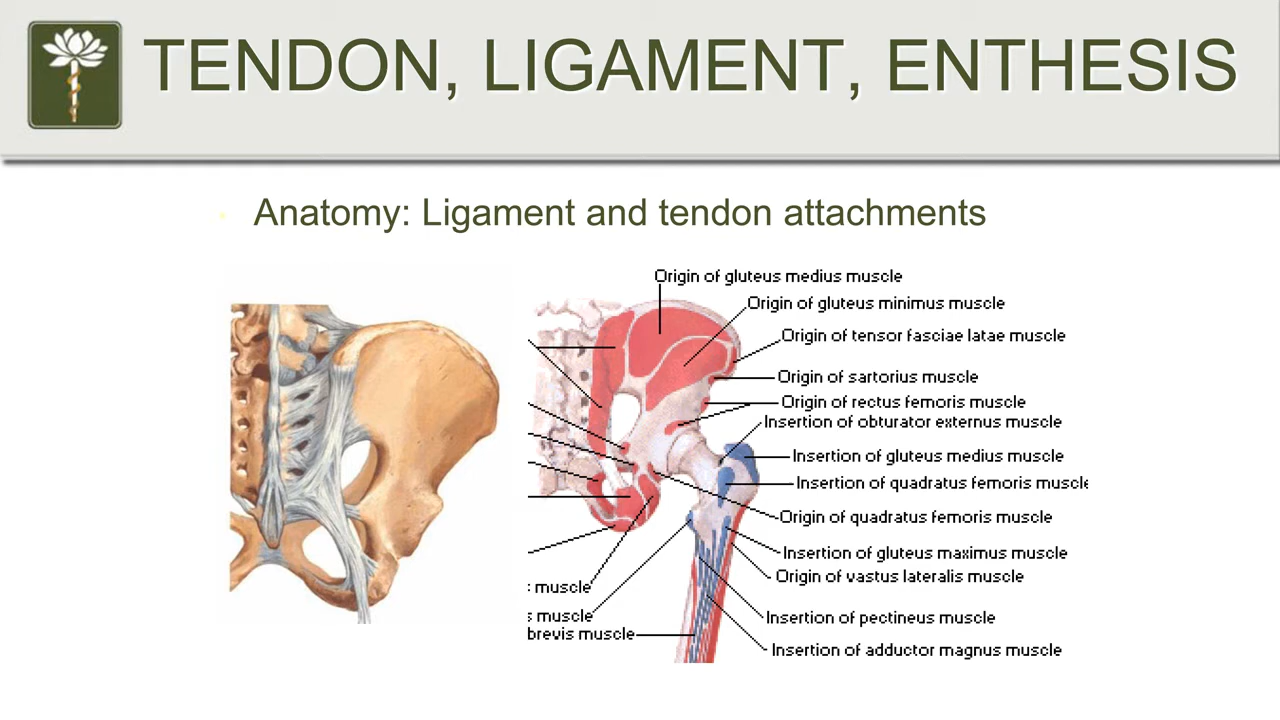 TENDON, LIGAMENT, ENTHESIS
Anatomy: Ligament and tendon attachments
Origin of gluteus medius muscle
Origin of gluteus minimus muscle
Origin of tensor fasciae latae muscle
Origin of sartorius muscle
Origin of rectus femoris muscle
Insertion of obturator externus muscle
Insertion of gluteus medius muscle
Insertion of quadratus femoris muscle
Origin of quadratus femoris muscle
Insertion of gluteus maximus muscle
Origin of vastus lateralis muscle
muscle
s muscle
brevis muscle
Insertion of pectineus muscle
Insertion of adductor magnus muscle